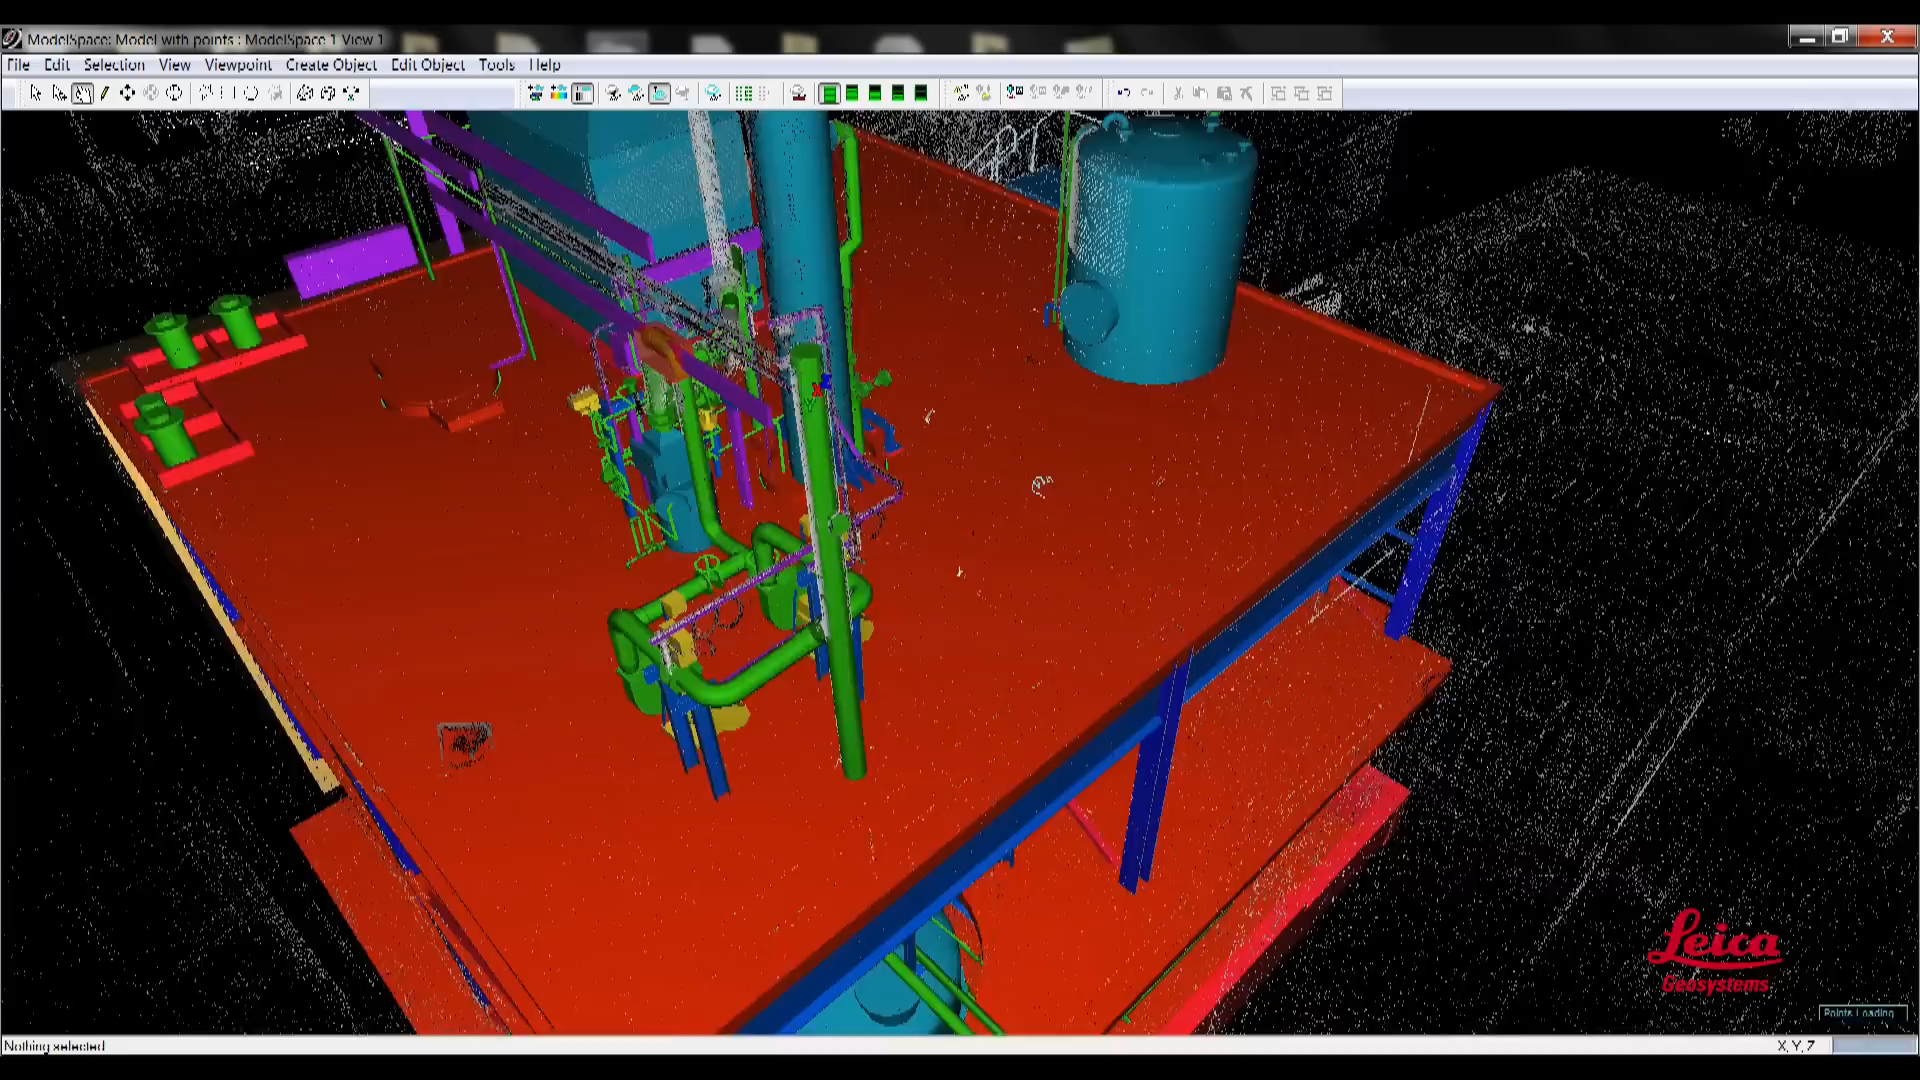 ModelSpace: Model with points : ModelSpace 1 View 1
File Edit Selection View Viewpoint Create Object Edit Object Tools Help
X
Leica
Geosystems
Points Loading
Nothing selected
X, Y, Z